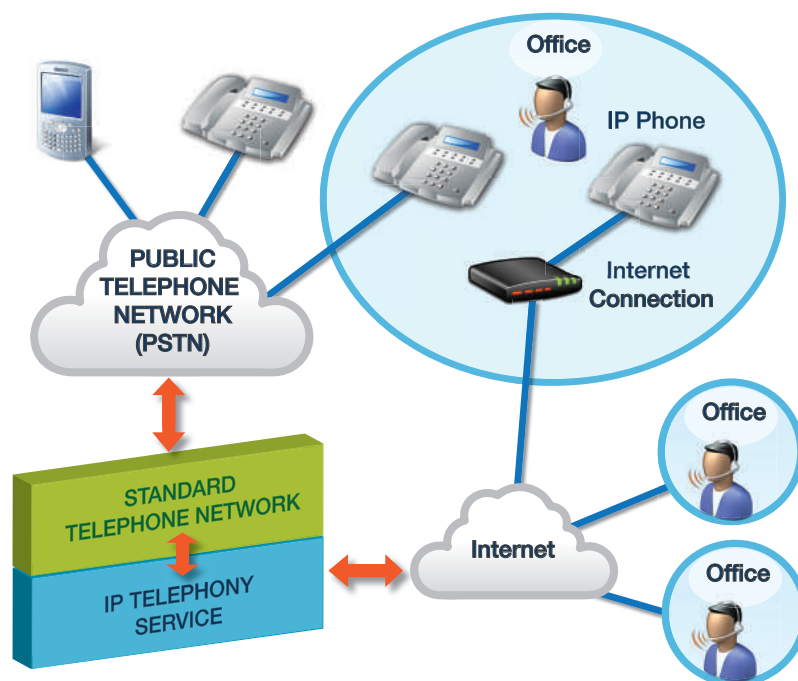 Office
IP Phone
PUBLIC
TELEPHONE
NETWORK
(PSTN)
Internet
Connection
STANDARD
TELEPHONE NETWORK
IP TELEPHONY
SERVICE
Internet
Office
Office